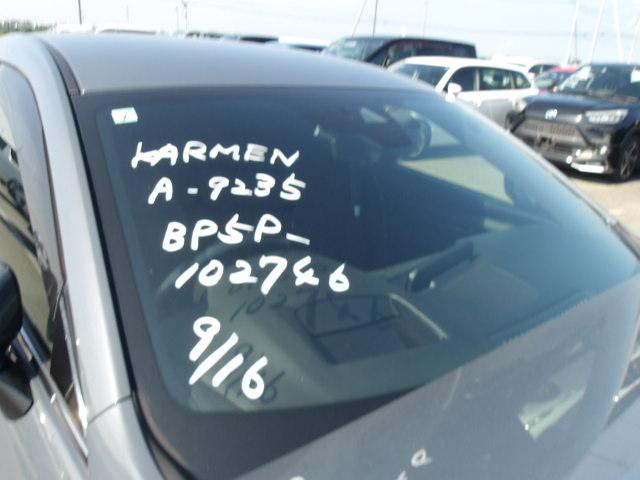 KARMEN
A-9235
BP5P-
102746
9/16